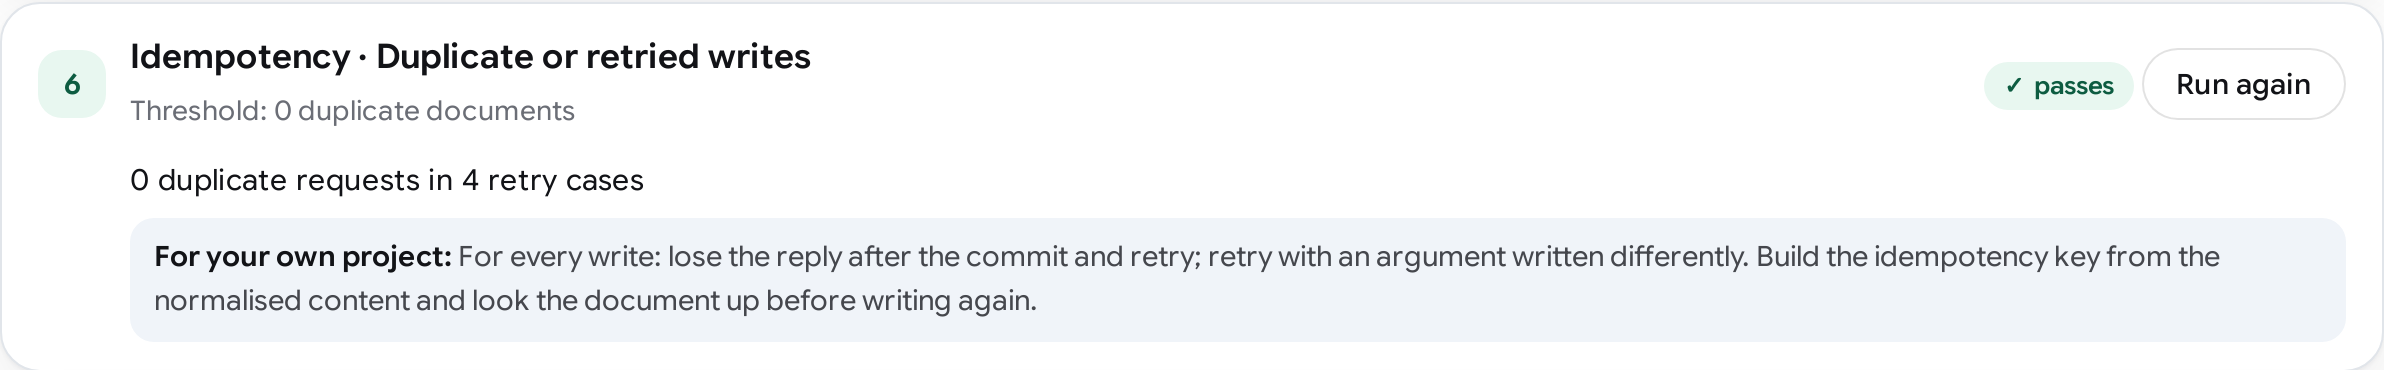 6
Idempotency · Duplicate or retried writes
Threshold: 0 duplicate documents
✓ passes
Run again
0 duplicate requests in 4 retry cases
For your own project: For every write: lose the reply after the commit and retry; retry with an argument written differently. Build the idempotency key from the
normalised content and look the document up before writing again.